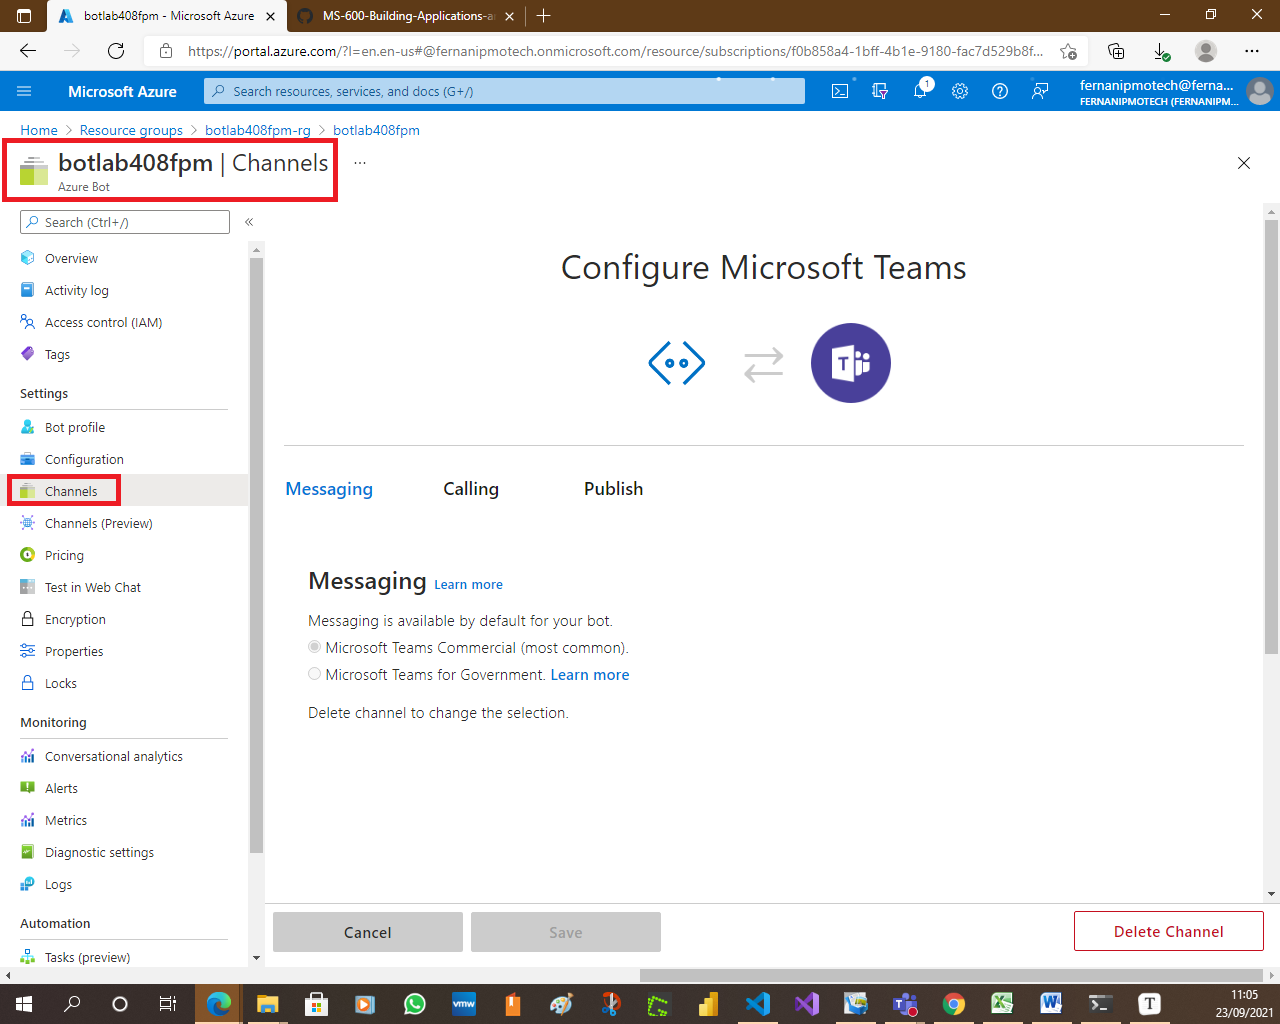 botlab408fpm - Microsoft Azure
MS-600-Building-Applications-a
https://portal.azure.com/?l=en.en-us#@fernanipmotech.onmicrosoft.com/resource/subscriptions/f0b858a4-1bff-4b1e-9180-fac7d529b8f...
Microsoft Azure
Search resources, services, and docs (G+/)
1
fernanipmotech@ferna...
FERNANIPMOTECH (FERNANIPM...
Home > Resource groups > botlab408fpm-rg > botlab408fpm
botlab408fpm | Channels
...
Azure Bot
Search (Ctrl+/)
«
Overview
Activity log
Access control (IAM)
Tags
Settings
Bot profile
Configuration
Channels
Channels (Preview)
Pricing
Test in Web Chat
Encryption
Properties
Locks
Monitoring
Conversational analytics
Alerts
Metrics
Diagnostic settings
Logs
Automation
Tasks (preview)
Configure Microsoft Teams
T
Messaging
Calling
Publish
Messaging Learn more
Messaging is available by default for your bot.
Microsoft Teams Commercial (most common).
Microsoft Teams for Government. Learn more
Delete channel to change the selection.
Cancel
Save
Delete Channel
vmw
T
11:05
23/09/2021